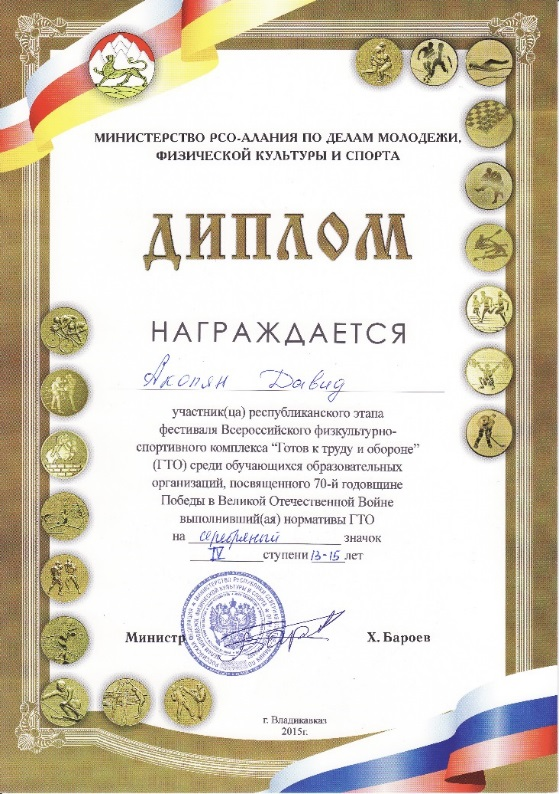 МИНИСТЕРСТВО РСО-АЛАНИЯ ПО ДЕЛАМ МОЛОДЕЖИ,
ФИЗИЧЕСКОЙ КУЛЬТУРЫ И СПОРТА
ДИПЛОМ
НАГРАЖДАЕТСЯ
Акопян Давид
участник(ца) республиканского этапа
фестиваля Всероссийского физкультурно-
спортивного комплекса “Готов к труду и обороне”
(ГТО) среди обучающихся образовательных
организаций, посвященного 70-й годовщине
Победы в Великой Отечественной Войне
выполнивший(ая) нормативы ГТО
на серебряный значок
IV ступени 13-15 лет
Министр Х. Бароев
г. Владикавказ
2015г.